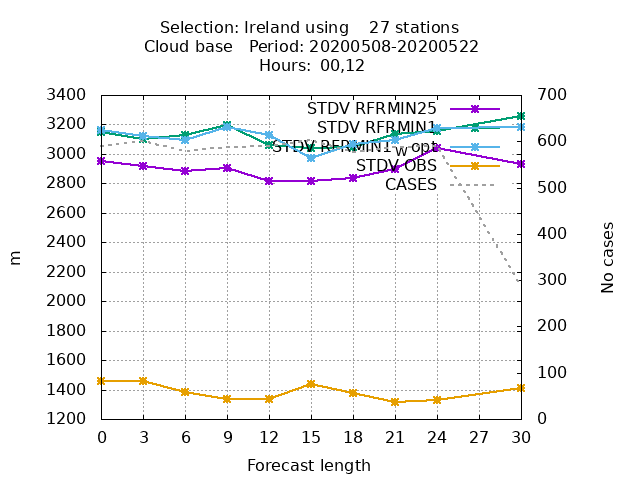 Selection: Ireland using    27 stations
Cloud base   Period: 20200508-20200522
Hours:  00,12
3400
3200
3000
2800
2600
2400
2200
2000
1800
1600
1400
1200
m
700
600
500
400
300
200
100
0
No cases
STDV RFRMIN25
STDV RFRMIN1
STDV RFRMIN1_w_opt
STDV OBS
CASES
0 3 6 9 12 15 18 21 24 27 30
Forecast length